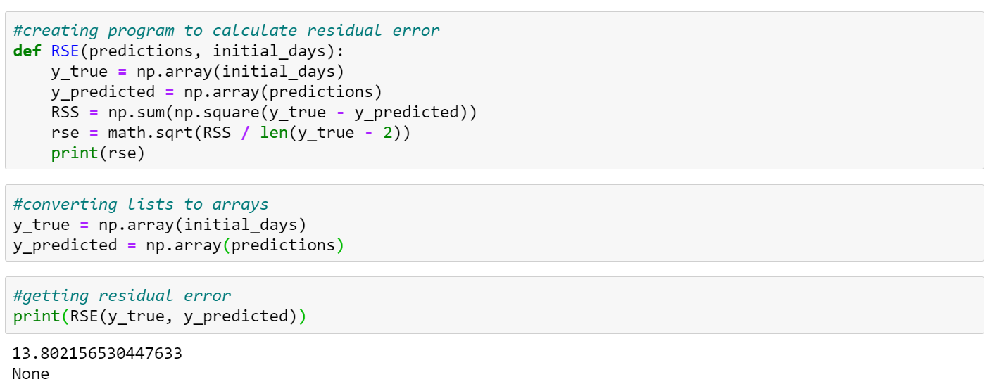 #creating program to calculate residual error
def RSE(predictions, initial_days):
    y_true = np.array(initial_days)
    y_predicted = np.array(predictions)
    RSS = np.sum(np.square(y_true - y_predicted))
    rse = math.sqrt(RSS / len(y_true - 2))
    print(rse)
#converting lists to arrays
y_true = np.array(initial_days)
y_predicted = np.array(predictions)
#getting residual error
print(RSE(y_true, y_predicted))
13.802156530447633
None